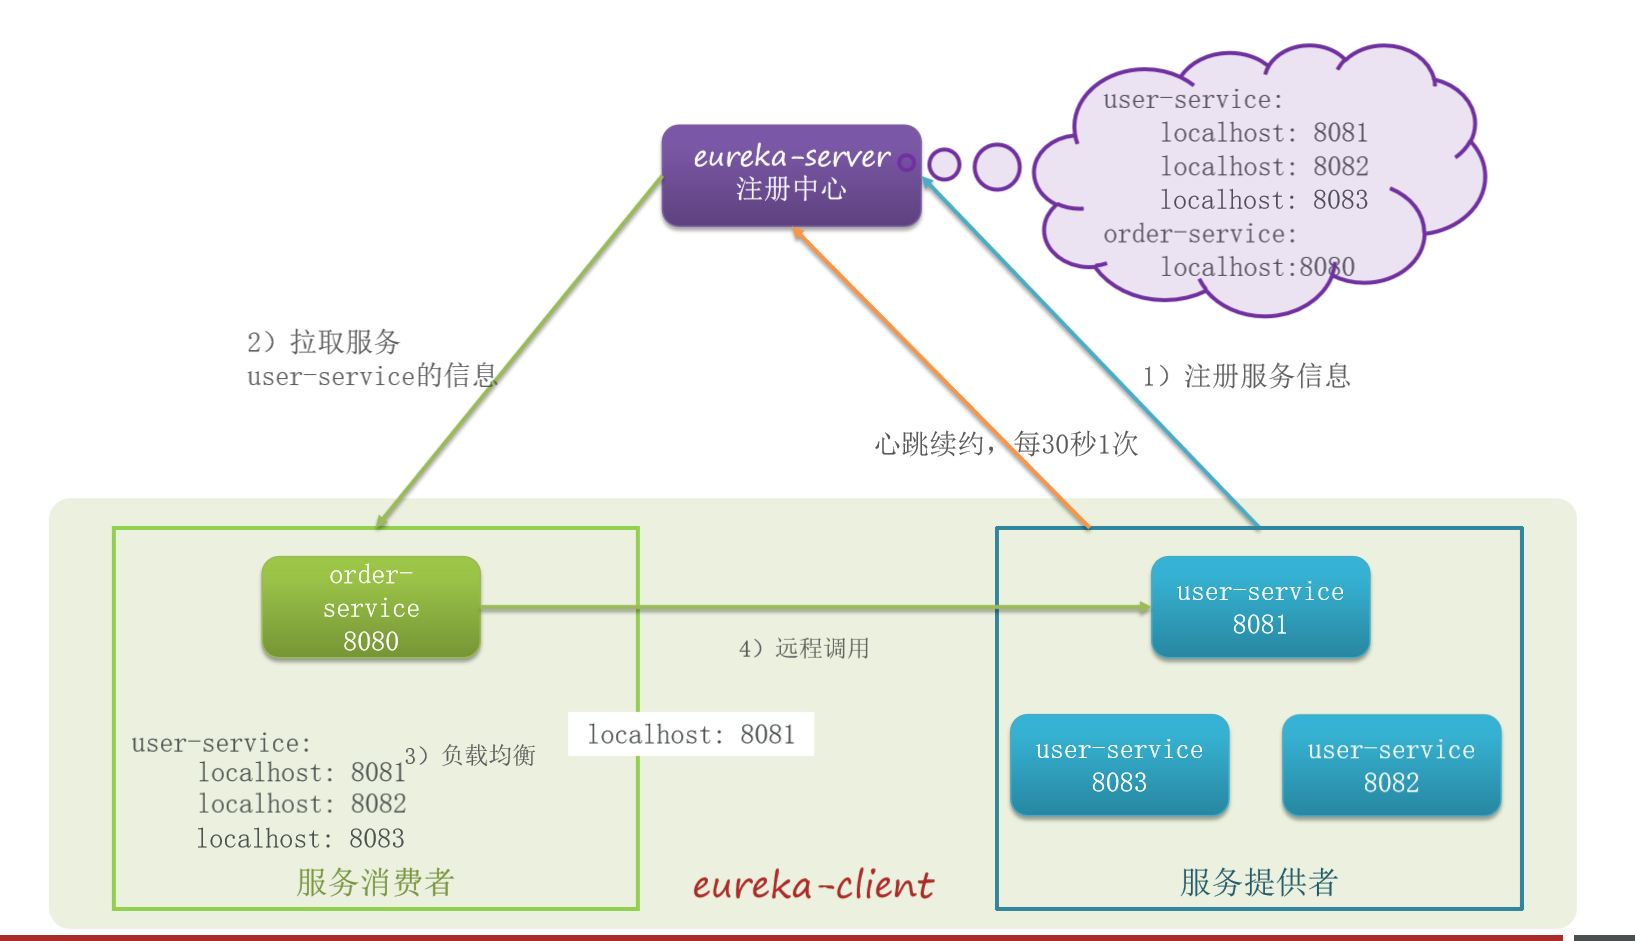 eureka-server
注册中心
user-service:
localhost: 8081
localhost: 8082
localhost: 8083
order-service:
localhost:8080
2）拉取服务
user-service的信息
1）注册服务信息
心跳续约，每30秒1次
order-
service
8080
user-service
8081
4）远程调用
localhost: 8081
user-service:
localhost: 8081
localhost: 8082
localhost: 8083
3）负载均衡
user-service
8083
user-service
8082
服务消费者
eureka-client
服务提供者